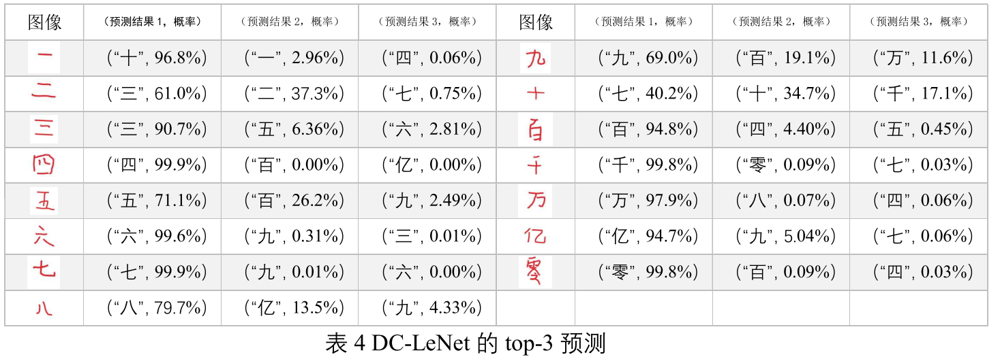 图像 （预测结果1，概率） （预测结果2，概率） （预测结果3，概率） 图像 （预测结果1，概率） （预测结果2，概率） （预测结果3，概率）
一 (“十”, 96.8%) (“一”, 2.96%) (“四”, 0.06%) 九 (“九”, 69.0%) (“百”, 19.1%) (“万”, 11.6%)
二 (“三”, 61.0%) (“二”, 37.3%) (“七”, 0.75%) 十 (“七”, 40.2%) (“十”, 34.7%) (“千”, 17.1%)
三 (“三”, 90.7%) (“五”, 6.36%) (“六”, 2.81%) 百 (“百”, 94.8%) (“四”, 4.40%) (“五”, 0.45%)
四 (“四”, 99.9%) (“百”, 0.00%) (“亿”, 0.00%) 千 (“千”, 99.8%) (“零”, 0.09%) (“七”, 0.03%)
五 (“五”, 71.1%) (“百”, 26.2%) (“九”, 2.49%) 万 (“万”, 97.9%) (“八”, 0.07%) (“四”, 0.06%)
六 (“六”, 99.6%) (“九”, 0.31%) (“三”, 0.01%) 亿 (“亿”, 94.7%) (“九”, 5.04%) (“七”, 0.06%)
七 (“七”, 99.9%) (“九”, 0.01%) (“六”, 0.00%) 零 (“零”, 99.8%) (“百”, 0.09%) (“四”, 0.03%)
八 (“八”, 79.7%) (“亿”, 13.5%) (“九”, 4.33%)
表 4 DC-LeNet 的 top-3 预测